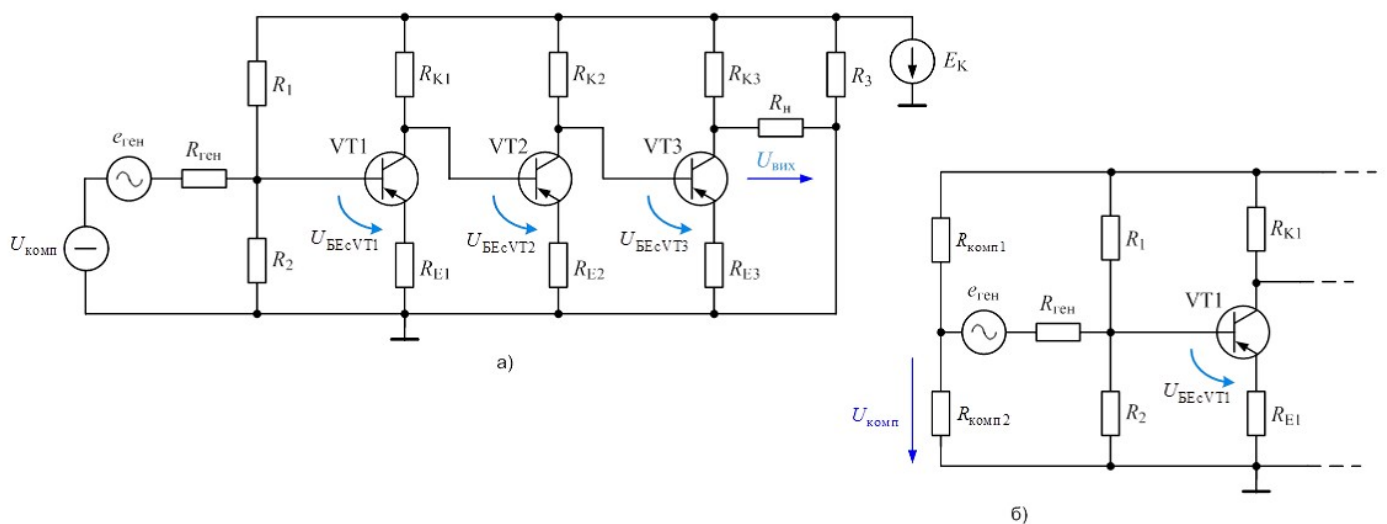 R1
RК1
RК2
RК3
R3
EК
Rн
eген
Rген
VT1
VT2
VT3
Uвих
Uкомп
R2
UБЕсVT1
UБЕсVT2
UБЕсVT3
RЕ1
RЕ2
RЕ3
а)
Rкомп1
R1
RК1
eген
Rген
VT1
Uкомп
Rкомп2
R2
UБЕсVT1
RЕ1
б)